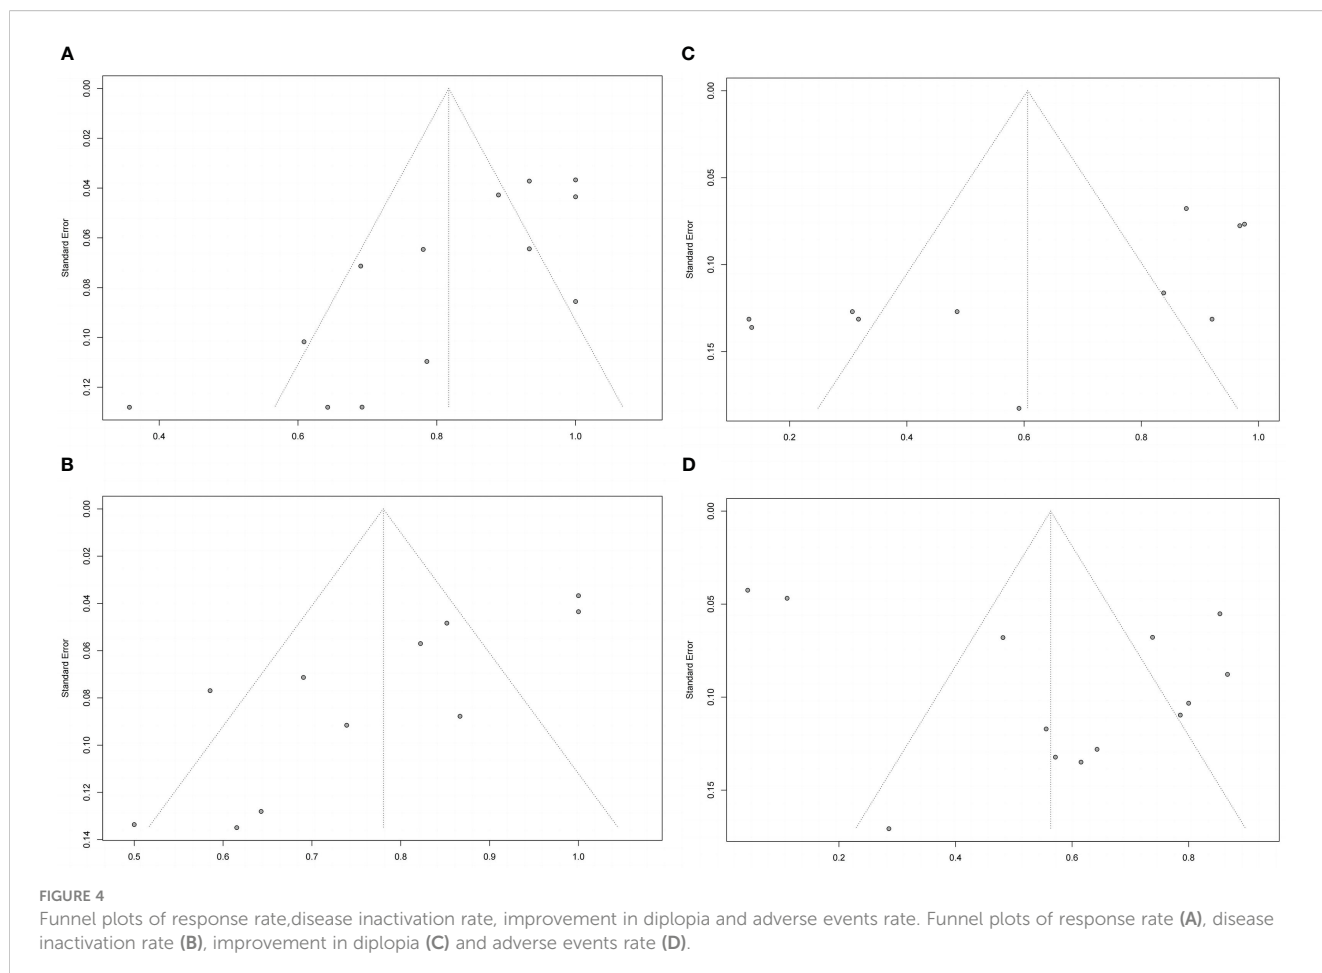 A
0.00
0.02
0.04
0.06
0.08
0.10
0.12
Standard Error
0.4 0.6 0.8 1.0
C
0.00
0.05
0.10
0.15
Standard Error
0.2 0.4 0.6 0.8 1.0
B
0.00
0.02
0.04
0.06
0.08
0.10
0.12
0.14
Standard Error
0.5 0.6 0.7 0.8 0.9 1.0
D
0.00
0.05
0.10
0.15
Standard Error
0.2 0.4 0.6 0.8
FIGURE 4
Funnel plots of response rate,disease inactivation rate, improvement in diplopia and adverse events rate. Funnel plots of response rate (A), disease
inactivation rate (B), improvement in diplopia (C) and adverse events rate (D).